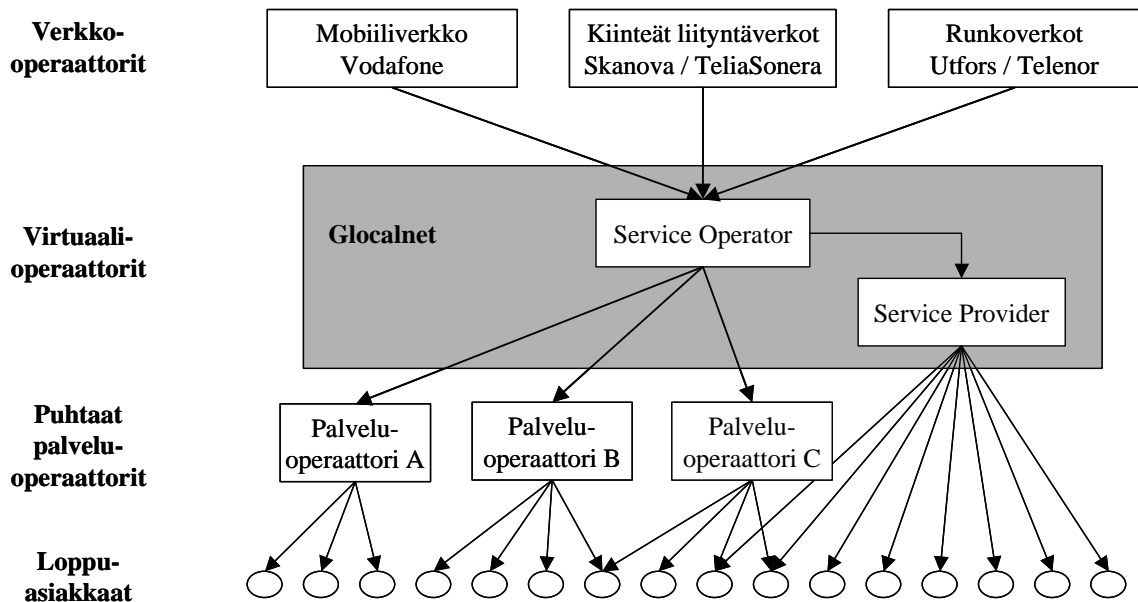 Verkko-
operaattorit
Mobiiliverkko
Vodafone
Kiinteät liityntäverkot
Skanova / TeliaSonera
Runkoverkot
Utfors / Telenor
Virtuaali-
operaattorit
Glocalnet
Service Operator
Service Provider
Puhtaat
palvelu-
operaattorit
Palvelu-
operaattori A
Palvelu-
operaattori B
Palvelu-
operaattori C
Loppu-
asiakkaat